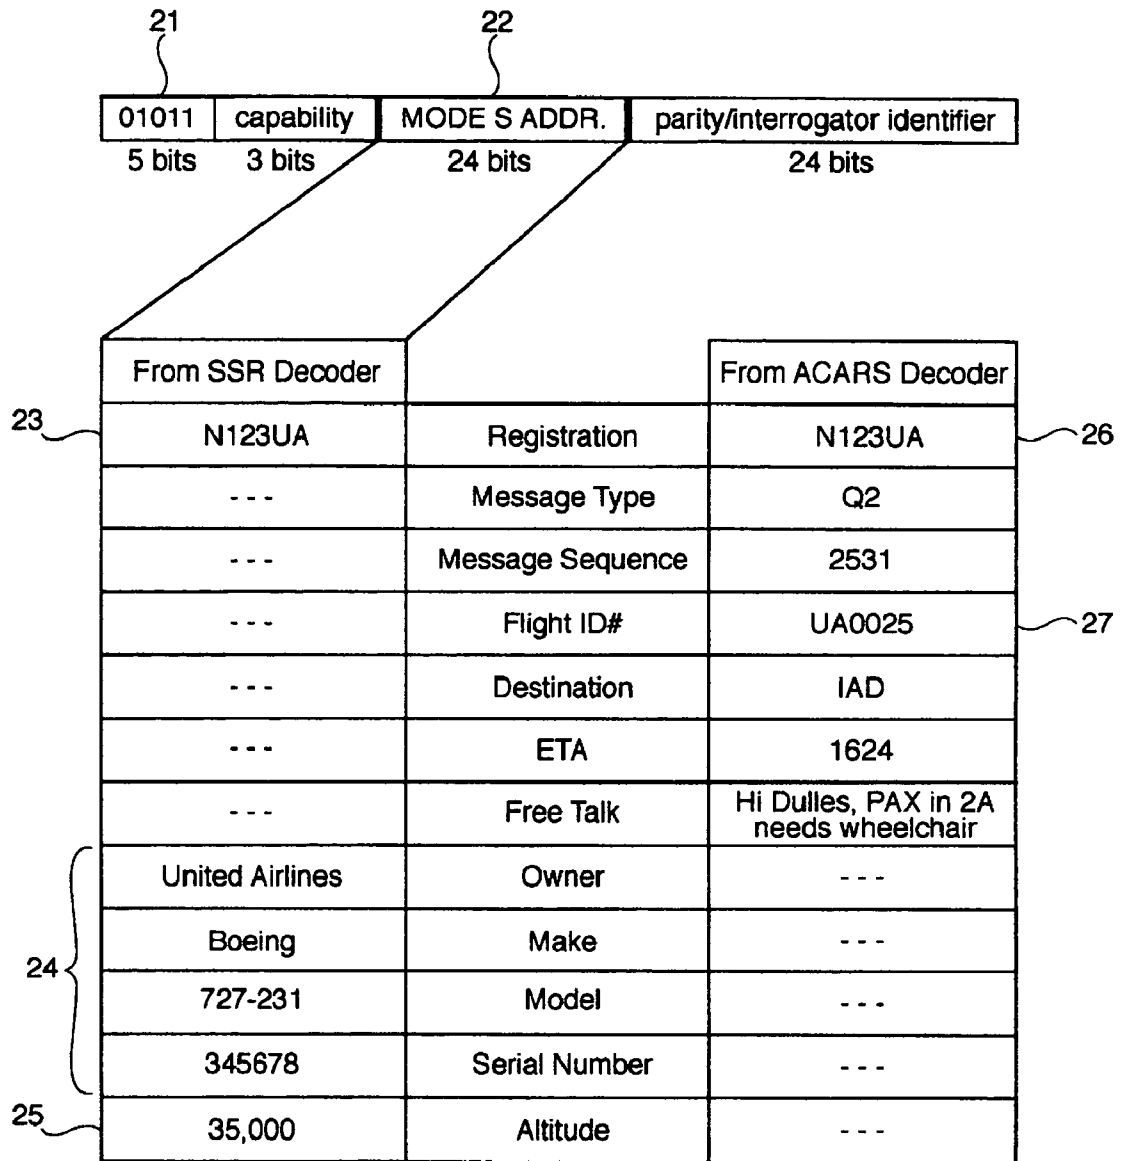 21 22
01011 capability MODE S ADDR. parity/interrogator identifier
5 bits 3 bits 24 bits 24 bits
From SSR Decoder From ACARS Decoder
23 N123UA Registration N123UA 26
- - - Message Type Q2
- - - Message Sequence 2531
- - - Flight ID# UA0025 27
- - - Destination IAD
- - - ETA 1624
- - - Free Talk Hi Dulles, PAX in 2A
needs wheelchair
United Airlines Owner - - -
Boeing Make - - -
24 727-231 Model - - -
345678 Serial Number - - -
25 35,000 Altitude - - -